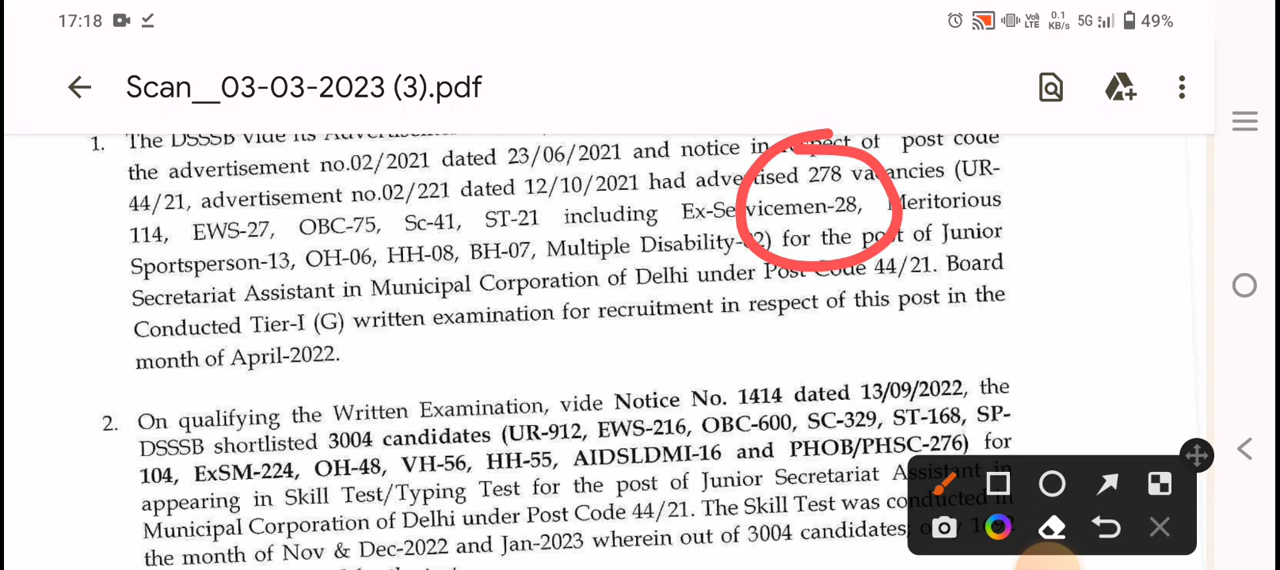 17:18 Voll LTE 0.1 KB/s 5G 49%
Scan__03-03-2023 (3).pdf
1. The DSSSB vide its
the advertisement no.02/2021 dated 23/06/2021 and notice in respect of post code
44/21, advertisement no.02/221 dated 12/10/2021 had advertised 278 vacancies (UR-
114, EWS-27, OBC-75, Sc-41, ST-21 including Ex-Servicemen-28, Meritorious
Sportsperson-13, OH-06, HH-08, BH-07, Multiple Disability-02) for the post of Junior
Secretariat Assistant in Municipal Corporation of Delhi under Post Code 44/21. Board
Conducted Tier-I (G) written examination for recruitment in respect of this post in the
month of April-2022.
2. On qualifying the Written Examination, vide Notice No. 1414 dated 13/09/2022, the
DSSSB shortlisted 3004 candidates (UR-912, EWS-216, OBC-600, SC-329, ST-168, SP-
104, ExSM-224, OH-48, VH-56, HH-55, AIDSLDMI-16 and PHOB/PHSC-276) for
appearing in Skill Test/Typing Test for the post of Junior Secretariat Assistant in
Municipal Corporation of Delhi under Post Code 44/21. The Skill Test was conducted in
the month of Nov & Dec-2022 and Jan-2023 wherein out of 3004 candidates;